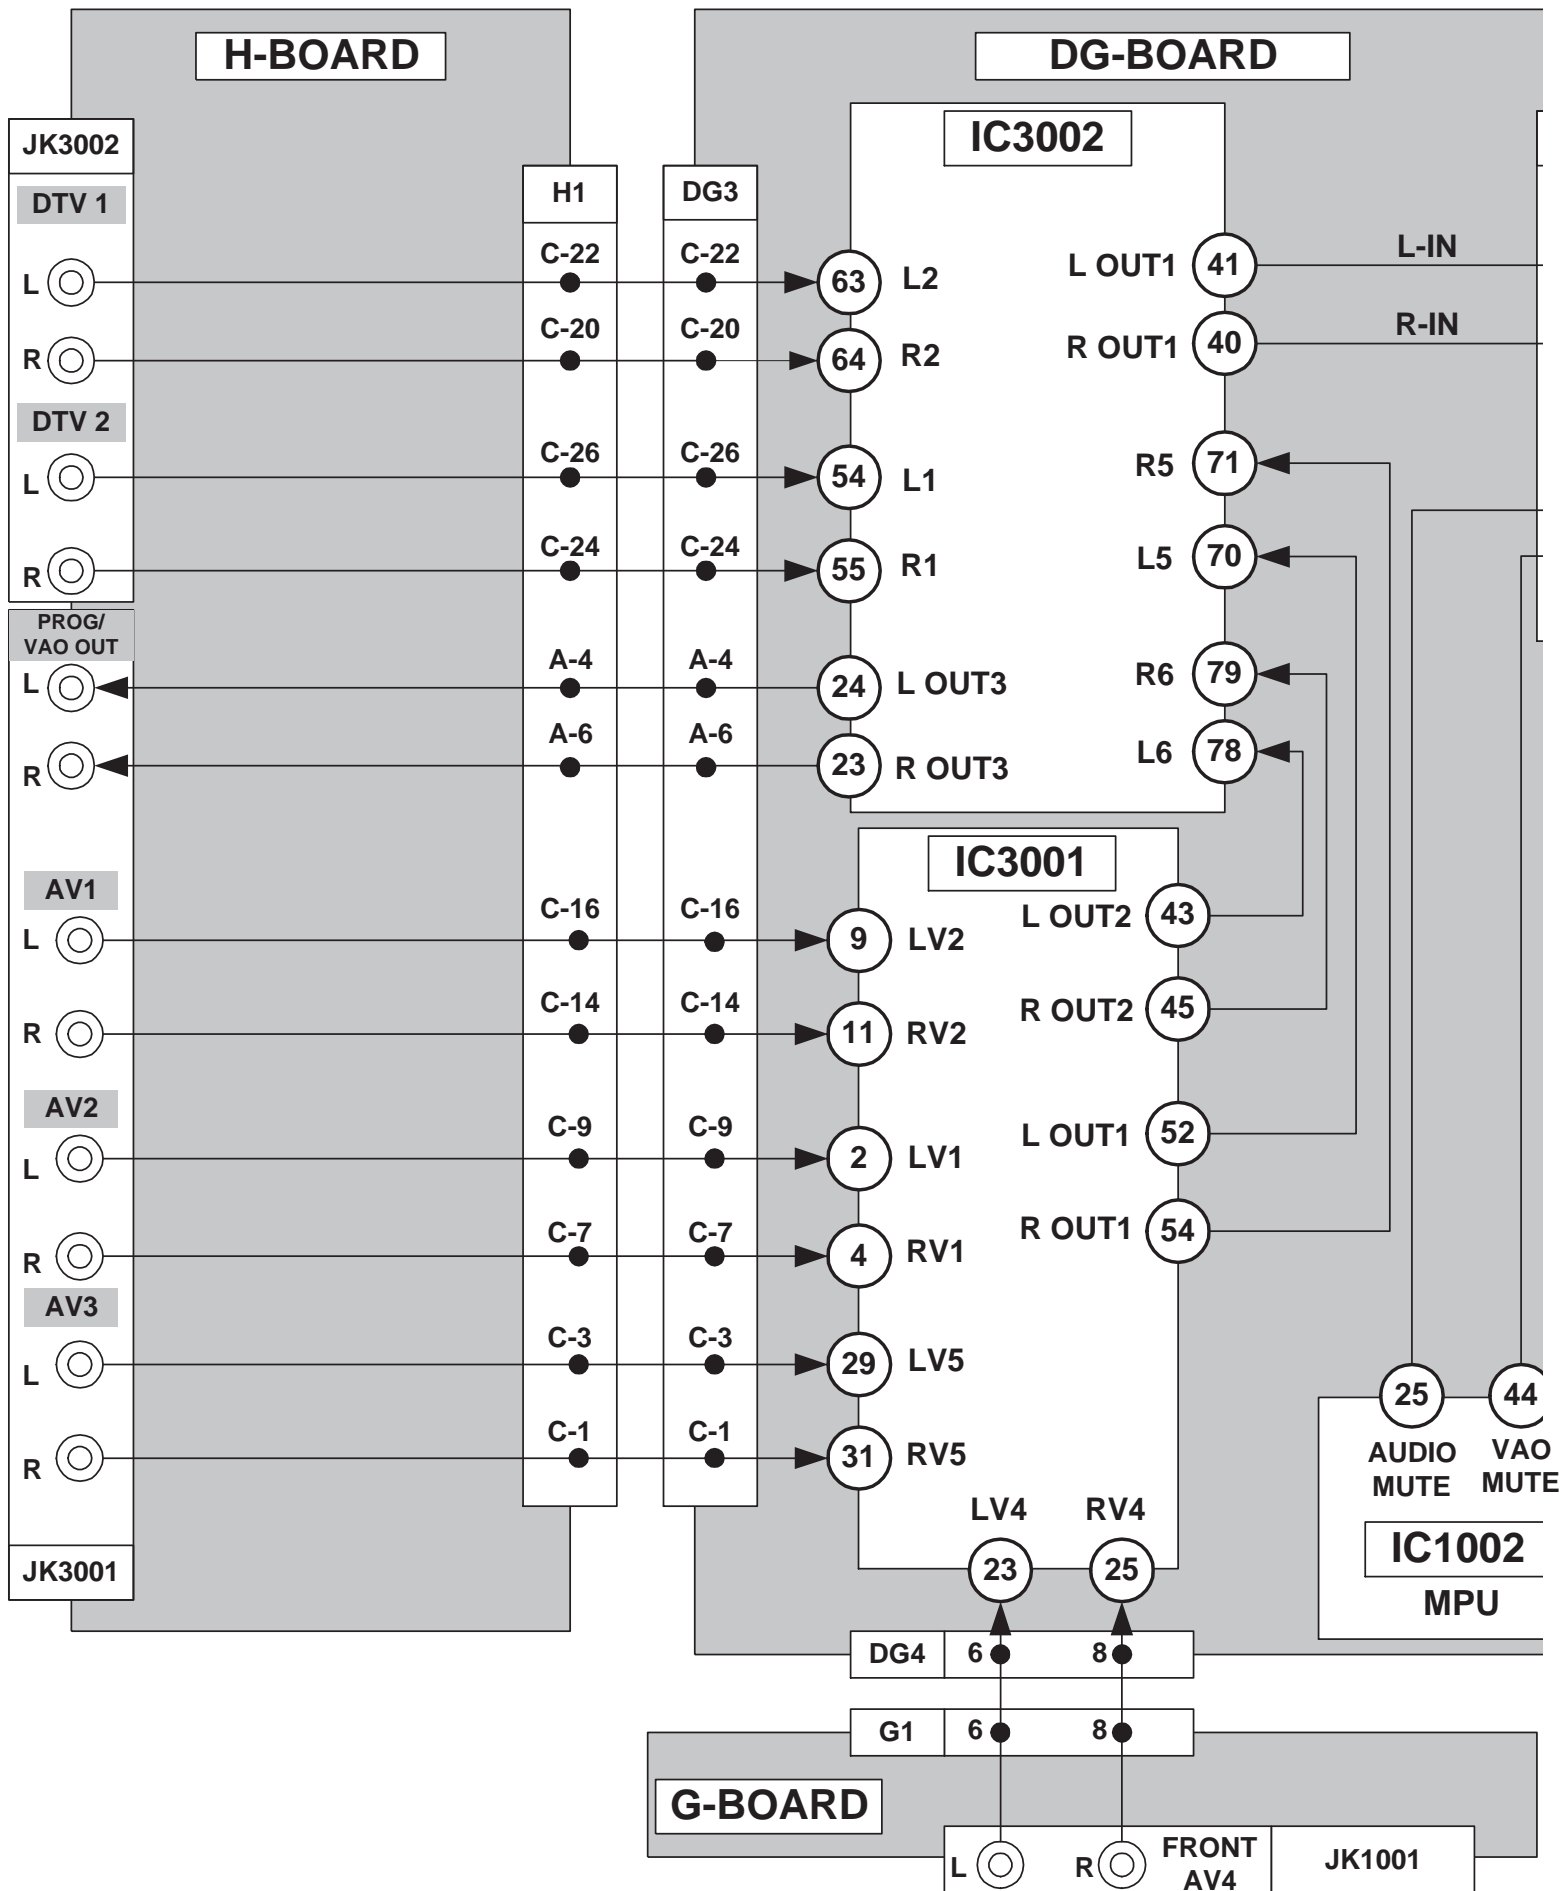 H-BOARD
DG-BOARD
JK3002
IC3002
DTV 1
H1
DG3
L
C-22
C-22
63
L2
L OUT1
41
L-IN
R
C-20
C-20
64
R2
R OUT1
40
R-IN
DTV 2
L
C-26
C-26
54
L1
R5
71
R
C-24
C-24
55
R1
L5
70
PROG/
VAO OUT
L
A-4
A-4
24
L OUT3
R6
79
R
A-6
A-6
23
R OUT3
L6
78
IC3001
AV1
L
C-16
C-16
9
LV2
L OUT2
43
R
C-14
C-14
11
RV2
R OUT2
45
AV2
L
C-9
C-9
2
LV1
L OUT1
52
R
C-7
C-7
4
RV1
R OUT1
54
AV3
L
C-3
C-3
29
LV5
R
C-1
C-1
31
RV5
25
44
AUDIO
MUTE
VAO
MUTE
LV4
RV4
23
25
IC1002
MPU
JK3001
DG4
6
8
G1
6
8
G-BOARD
L
R
FRONT
AV4
JK1001